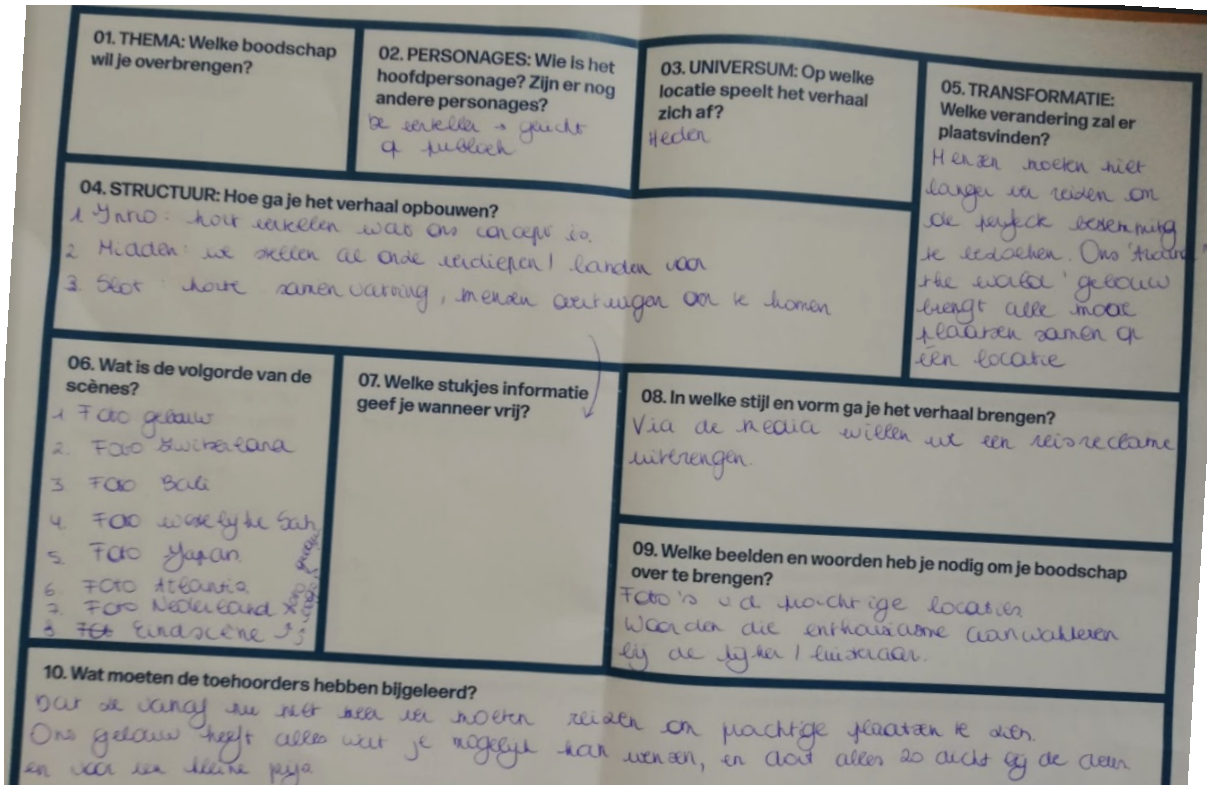 01. THEMA: Welke boodschap
wil je overbrengen?
02. PERSONAGES: Wie is het
hoofdpersonage? Zijn er nog
andere personages?
De verteller → gericht
op publiek
03. UNIVERSUM: Op welke
locatie speelt het verhaal
zich af?
Heden
04. STRUCTUUR: Hoe ga je het verhaal opbouwen?
1. Intro: kort vertellen wat ons concept is.
2. Midden: we stellen al onze verdiepen / landen voor
3. Slot: korte samenvatting, mensen overtuigen om te komen
05. TRANSFORMATIE:
Welke verandering zal er
plaatsvinden?
Mensen moeten niet
langer ver reizen om
de perfeck bestemming
te bezoeken. Ons 'Around
the world' gebouw
brengt alle mooie
plaatsen samen op
één locatie
06. Wat is de volgorde van de
scènes?
1. Foto gebouw
2. Foto Zwitserland
3. Foto Bali
4. Foto woestijn
5. Foto Japan
6. Foto Atlantis
7. Foto Nederland
8 Eindscène
07. Welke stukjes informatie
geef je wanneer vrij?
08. In welke stijl en vorm ga je het verhaal brengen?
Via de media willen we een reisreclame
uitbrengen.
09. Welke beelden en woorden heb je nodig om je boodschap
over te brengen?
Foto's v d prachtige locaties
Woorden die enthousiasme aanwakkeren
bij de kijker / luisteraar.
10. Wat moeten de toehoorders hebben bijgeleerd?
Dat ze vanaf nu niet meer ver moeten reizen om prachtige plaatsen te zien.
Ons gebouw heeft alles wat je mogelijk kan wensen, en dat alles zo dicht bij de deur
en voor een kleine prijs